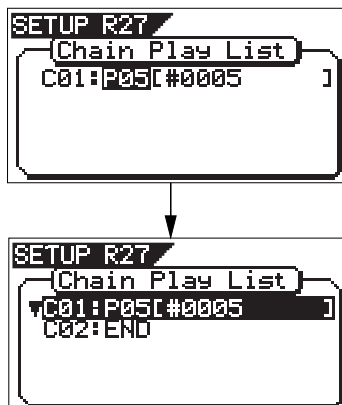 SETUP R27
Chain Play List
C01:P05[#0005 ]
SETUP R27
Chain Play List
▼C01:P05[#0005 ]
C02:END